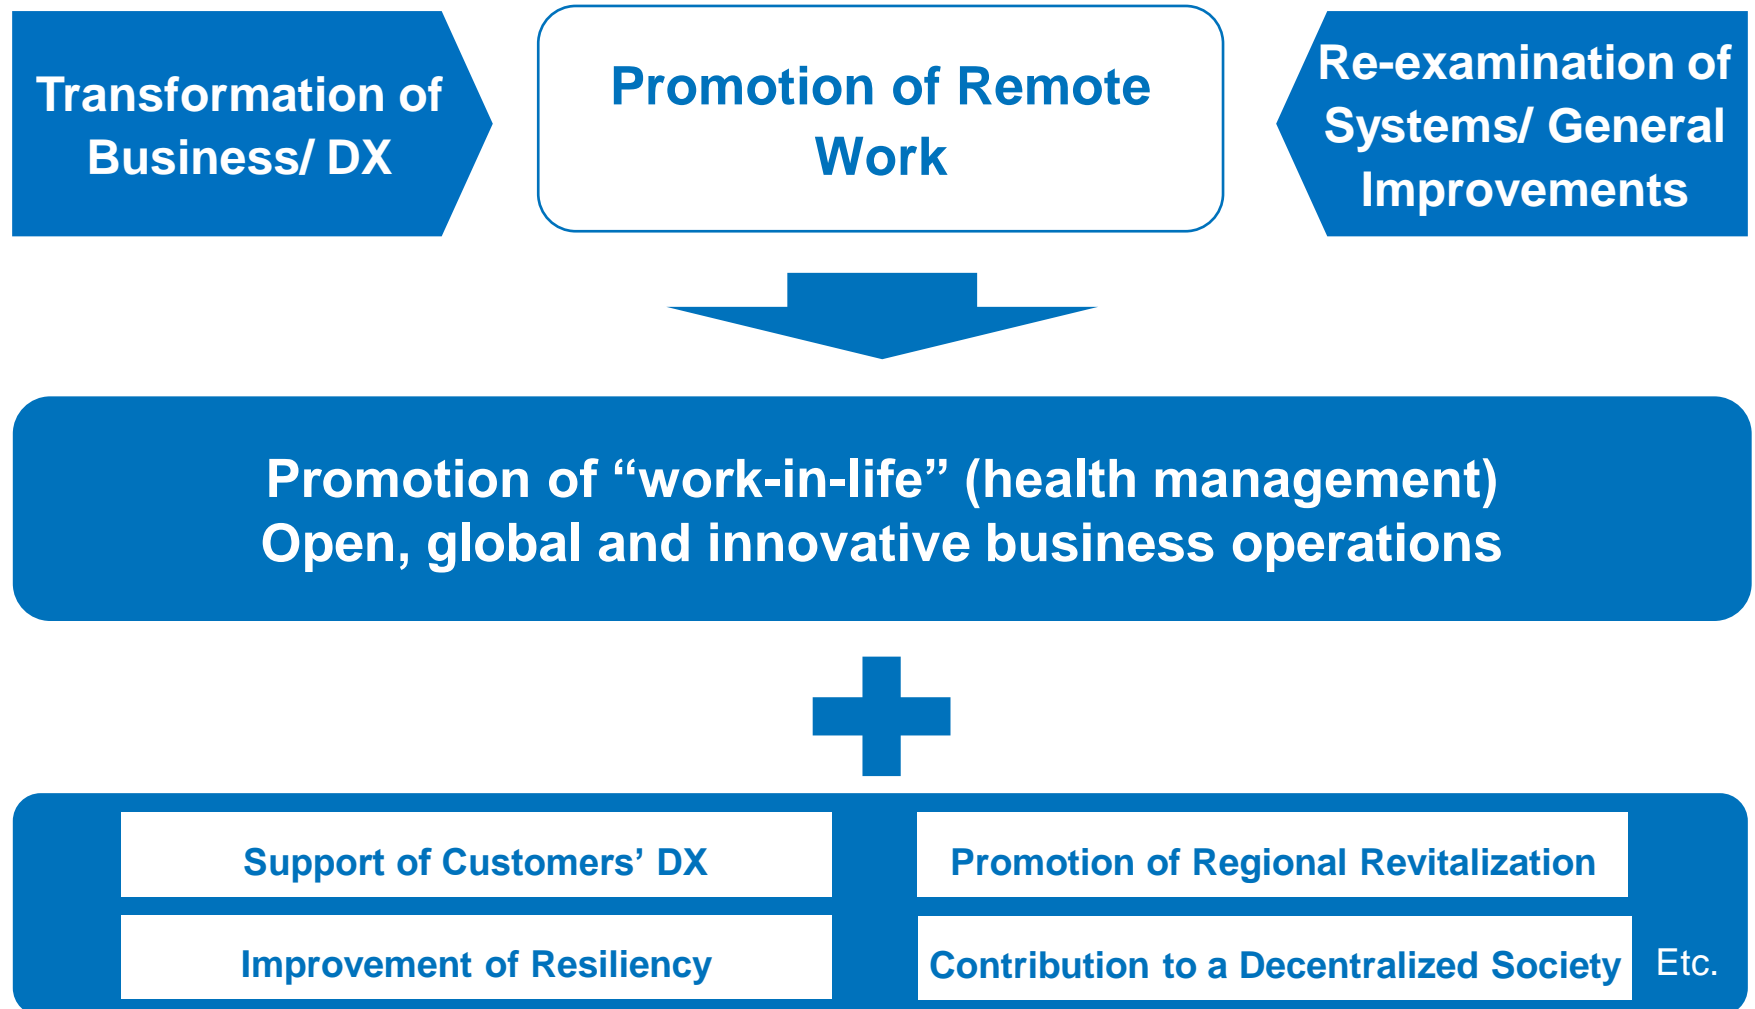 Transformation of
Business/ DX
Promotion of Remote
Work
Re-examination of
Systems/ General
Improvements
Promotion of “work-in-life” (health management)
Open, global and innovative business operations
Support of Customers’ DX
Promotion of Regional Revitalization
Improvement of Resiliency
Contribution to a Decentralized Society
Etc.